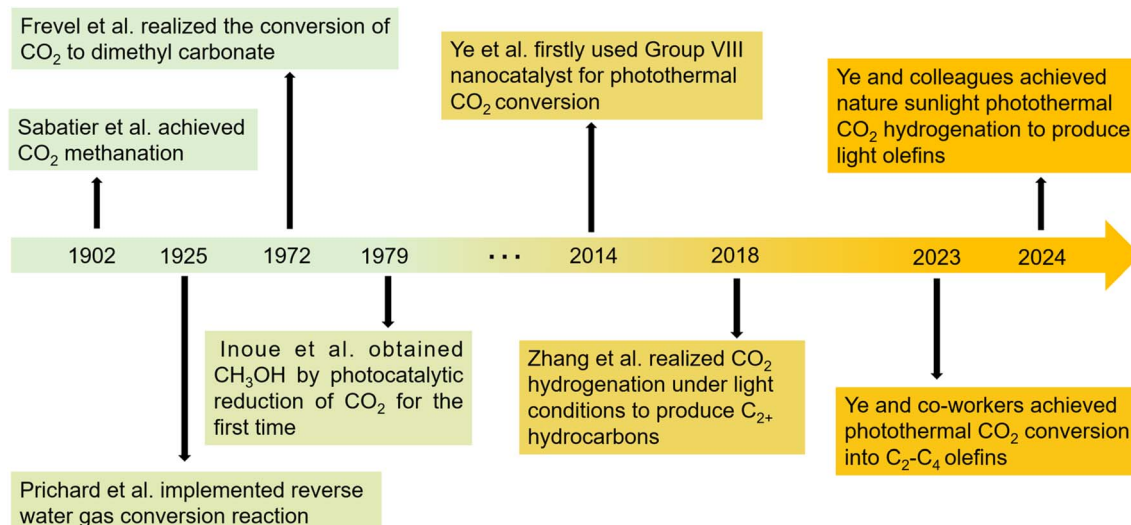 Frevel et al. realized the conversion of
CO₂ to dimethyl carbonate
Ye et al. firstly used Group VIII
nanocatalyst for photothermal
CO₂ conversion
Ye and colleagues achieved
nature sunlight photothermal
CO₂ hydrogenation to produce
light olefins
Sabatier et al. achieved
CO₂ methanation
1902 1925 1972 1979 ··· 2014 2018 2023 2024
Inoue et al. obtained
CH₃OH by photocatalytic
reduction of CO₂ for the
first time
Zhang et al. realized CO₂
hydrogenation under light
conditions to produce C₂₊
hydrocarbons
Ye and co-workers achieved
photothermal CO₂ conversion
into C₂-C₄ olefins
Prichard et al. implemented reverse
water gas conversion reaction